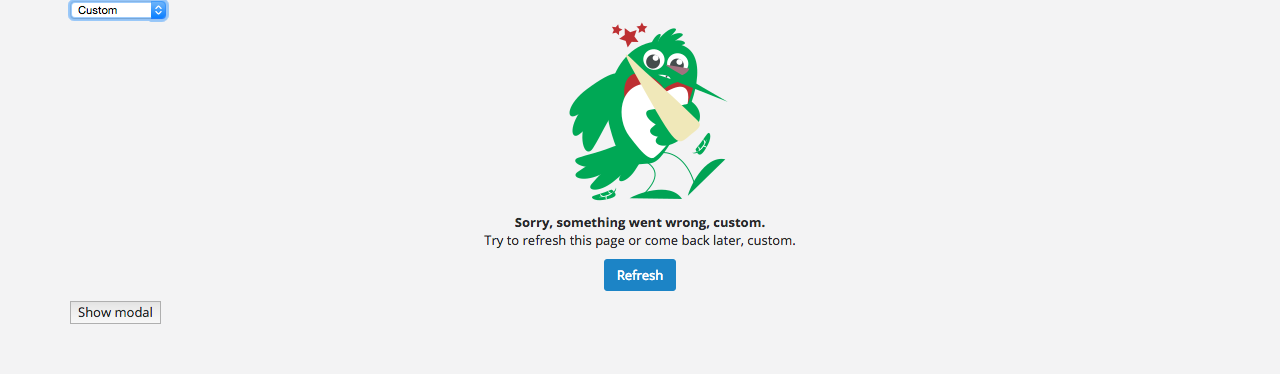 Custom
Sorry, something went wrong, custom.
Try to refresh this page or come back later, custom.
Refresh
Show modal